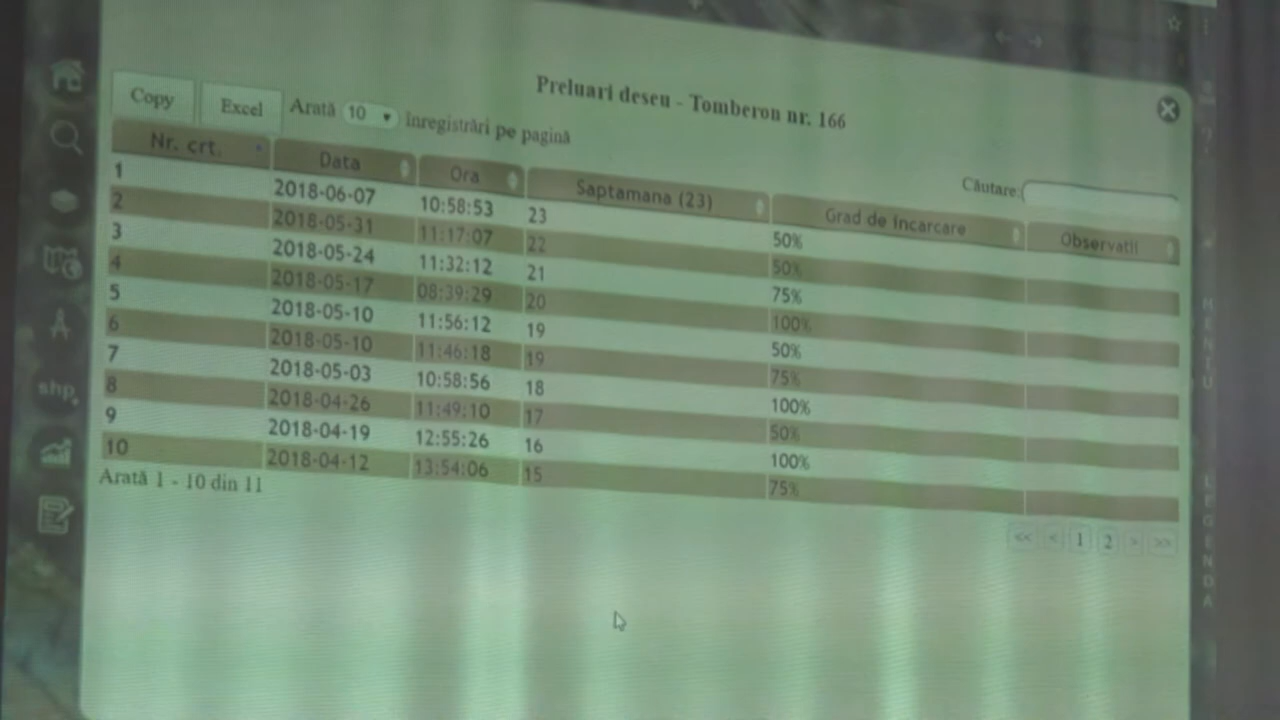 Preluari deseu - Tomberon nr. 166
Copy Excel Arată 10 înregistrări pe pagină
Căutare:
Nr. crt. Data Ora Saptamana (23) Grad de incarcare Observatii
1 2018-06-07 10:58:53 23 50%
2 2018-05-31 11:17:07 22 50%
3 2018-05-24 11:32:12 21 75%
4 2018-05-17 08:39:29 20 100%
5 2018-05-10 11:56:12 19 50%
6 2018-05-10 11:46:18 19 75%
7 2018-05-03 10:58:56 18 100%
8 2018-04-26 11:49:10 17 50%
9 2018-04-19 12:55:26 16 100%
10 2018-04-12 13:54:06 15 75%
Arată 1 - 10 din 11
<< < 1 2 > >>
shp
MENIU
LEGENDA